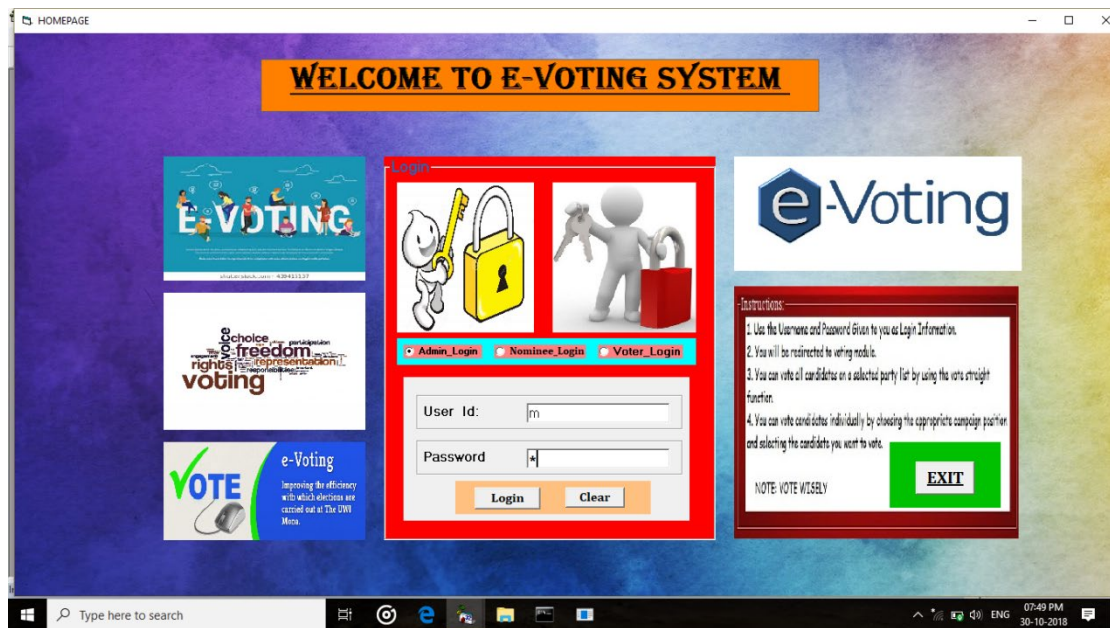 HOMEPAGE
WELCOME TO E-VOTING SYSTEM
E-VOTING
shutterstock.com · 439413337
choice
voice
participation
freedom
rights
representation
responsibilities
voting
VOTE
e-Voting
Improving the efficiency
with which elections are
carried out at The UWI
Mona.
Login
Admin_Login Nominee_Login Voter_Login
User Id: m
Password *
Login Clear
e-Voting
Instructions:
1. Use the Username and Password Given to you as Login Information.
2. You will be redirected to voting module.
3. You can vote all candidates on a selected party list by using the vote straight
function.
4. You can vote candidates individually by choosing the appropriate campaign position
and selecting the candidate you want to vote.
NOTE: VOTE WISELY
EXIT
Type here to search
ENG
07:49 PM
30-10-2018